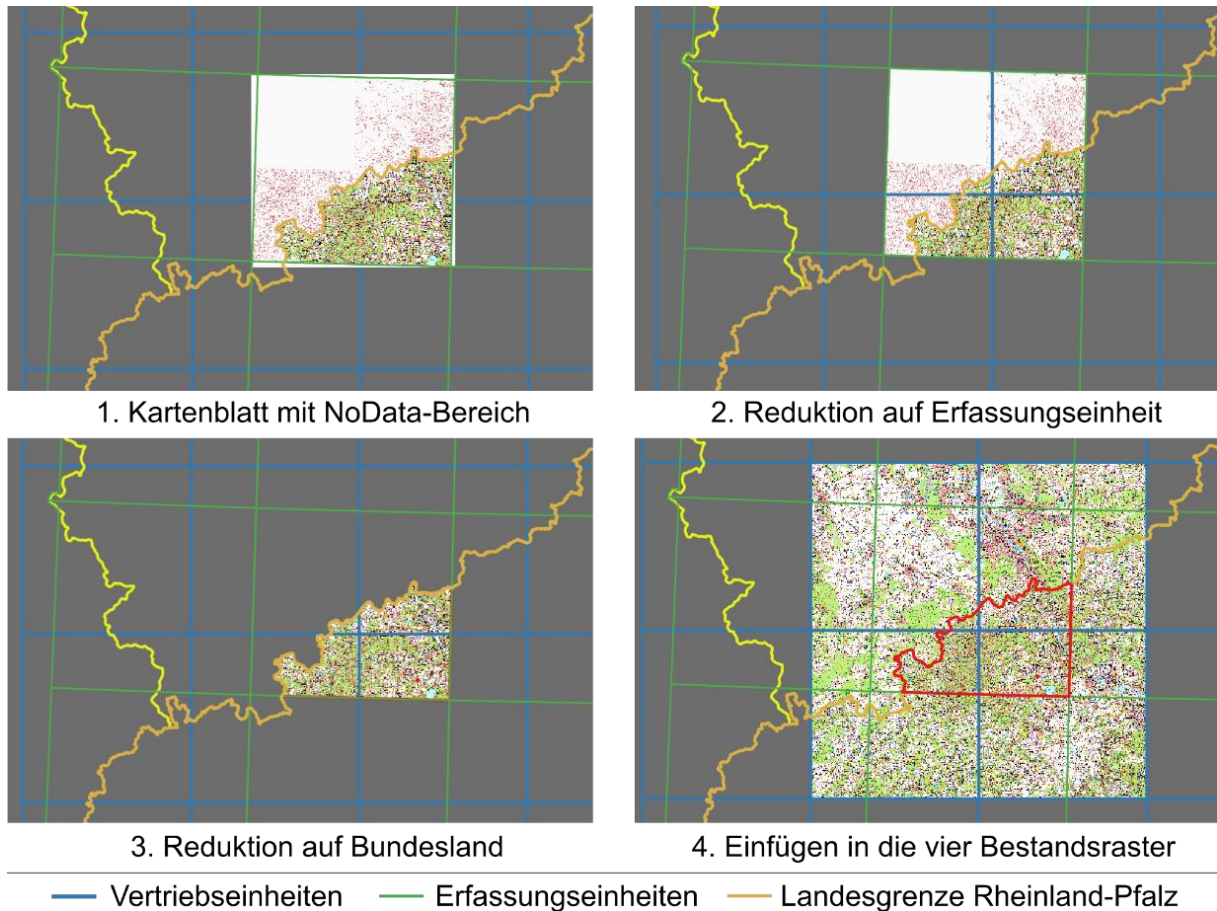 1. Kartenblatt mit NoData-Bereich
2. Reduktion auf Erfassungseinheit
3. Reduktion auf Bundesland
4. Einfügen in die vier Bestandsraster
Vertriebseinheiten
Erfassungseinheiten
Landesgrenze Rheinland-Pfalz